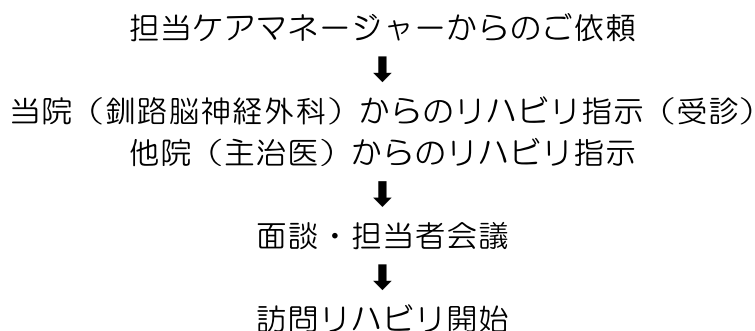 担当ケアマネージャーからのご依頼
⬇
当院（釧路脳神経外科）からのリハビリ指示（受診）
他院（主治医）からのリハビリ指示
⬇
面談・担当者会議
⬇
訪問リハビリ開始